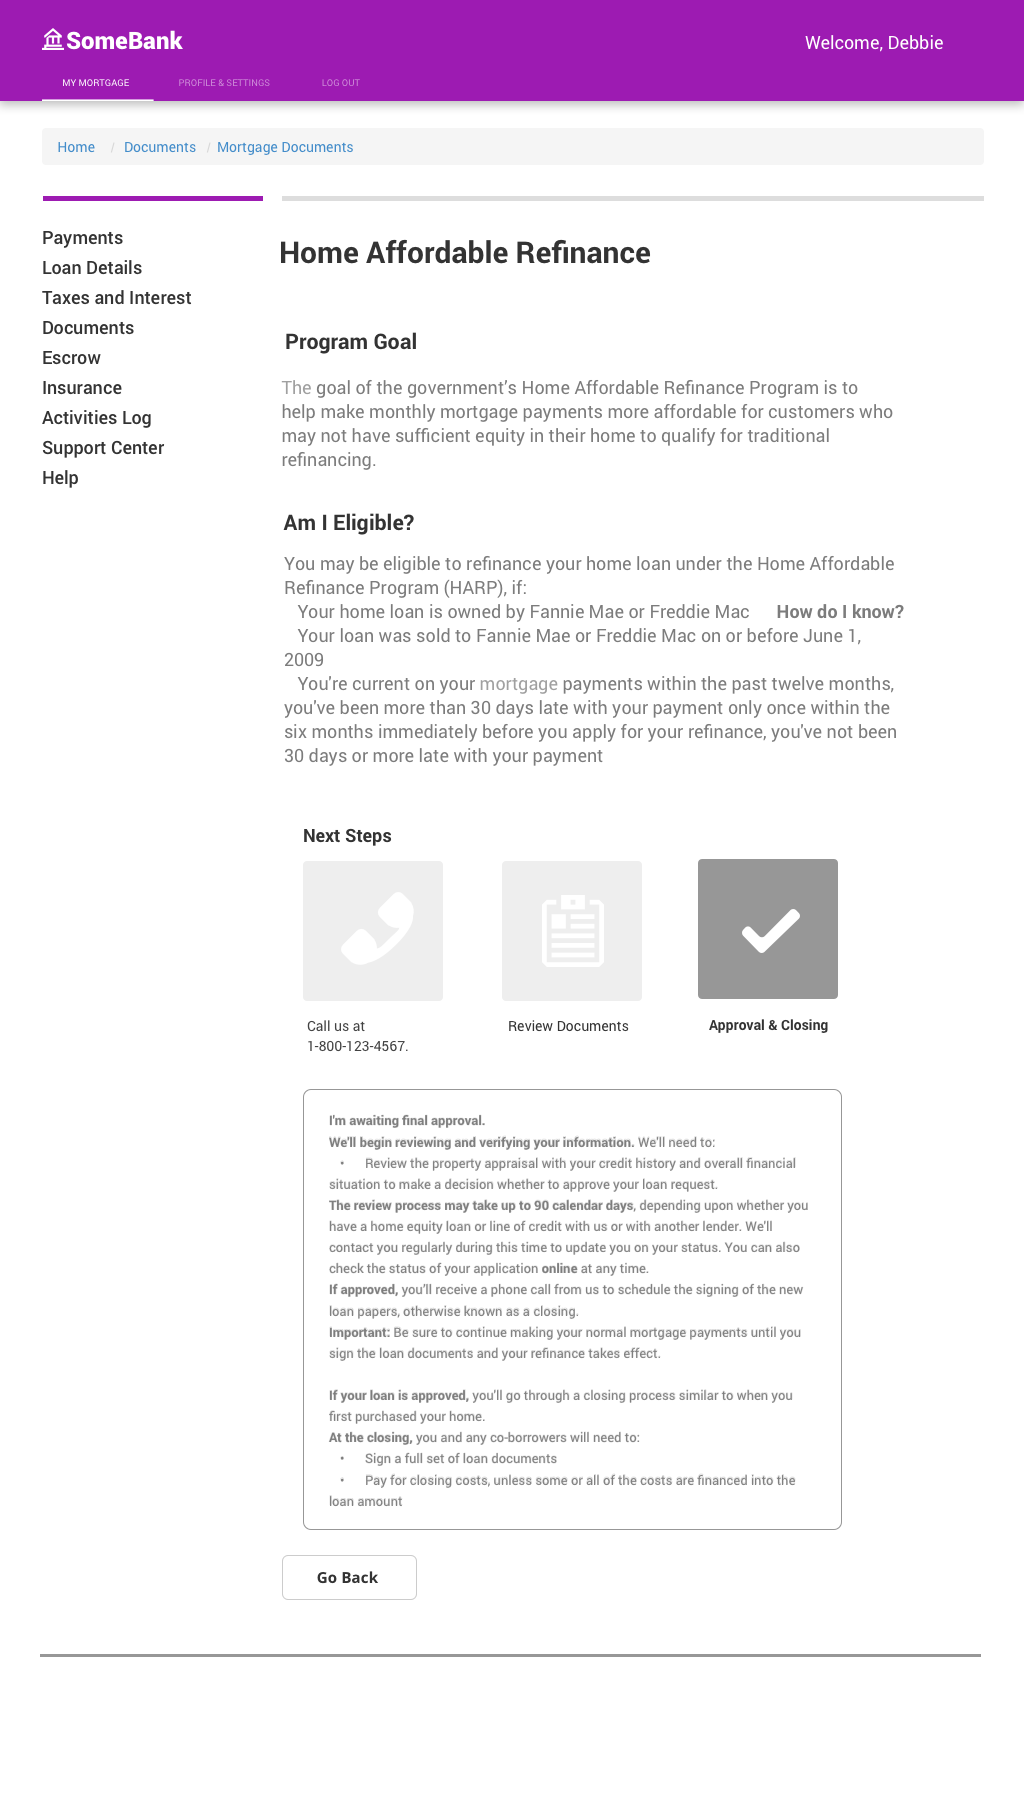 SomeBank
Welcome, Debbie
MY MORTGAGE PROFILE & SETTINGS LOG OUT
Home / Documents / Mortgage Documents
Payments
Loan Details
Taxes and Interest
Documents
Escrow
Insurance
Activities Log
Support Center
Help
Home Affordable Refinance
Program Goal
The goal of the government's Home Affordable Refinance Program is to
help make monthly mortgage payments more affordable for customers who
may not have sufficient equity in their home to qualify for traditional
refinancing.
Am I Eligible?
You may be eligible to refinance your home loan under the Home Affordable
Refinance Program (HARP), if:
Your home loan is owned by Fannie Mae or Freddie Mac How do I know?
Your loan was sold to Fannie Mae or Freddie Mac on or before June 1,
2009
You're current on your mortgage payments within the past twelve months,
you've been more than 30 days late with your payment only once within the
six months immediately before you apply for your refinance, you've not been
30 days or more late with your payment
Next Steps
Call us at
1-800-123-4567.
Review Documents
Approval & Closing
I'm awaiting final approval.
We'll begin reviewing and verifying your information. We'll need to:
• Review the property appraisal with your credit history and overall financial
situation to make a decision whether to approve your loan request.
The review process may take up to 90 calendar days, depending upon whether you
have a home equity loan or line of credit with us or with another lender. We'll
contact you regularly during this time to update you on your status. You can also
check the status of your application online at any time.
If approved, you'll receive a phone call from us to schedule the signing of the new
loan papers, otherwise known as a closing.
Important: Be sure to continue making your normal mortgage payments until you
sign the loan documents and your refinance takes effect.
If your loan is approved, you'll go through a closing process similar to when you
first purchased your home.
At the closing, you and any co-borrowers will need to:
• Sign a full set of loan documents
• Pay for closing costs, unless some or all of the costs are financed into the
loan amount
Go Back